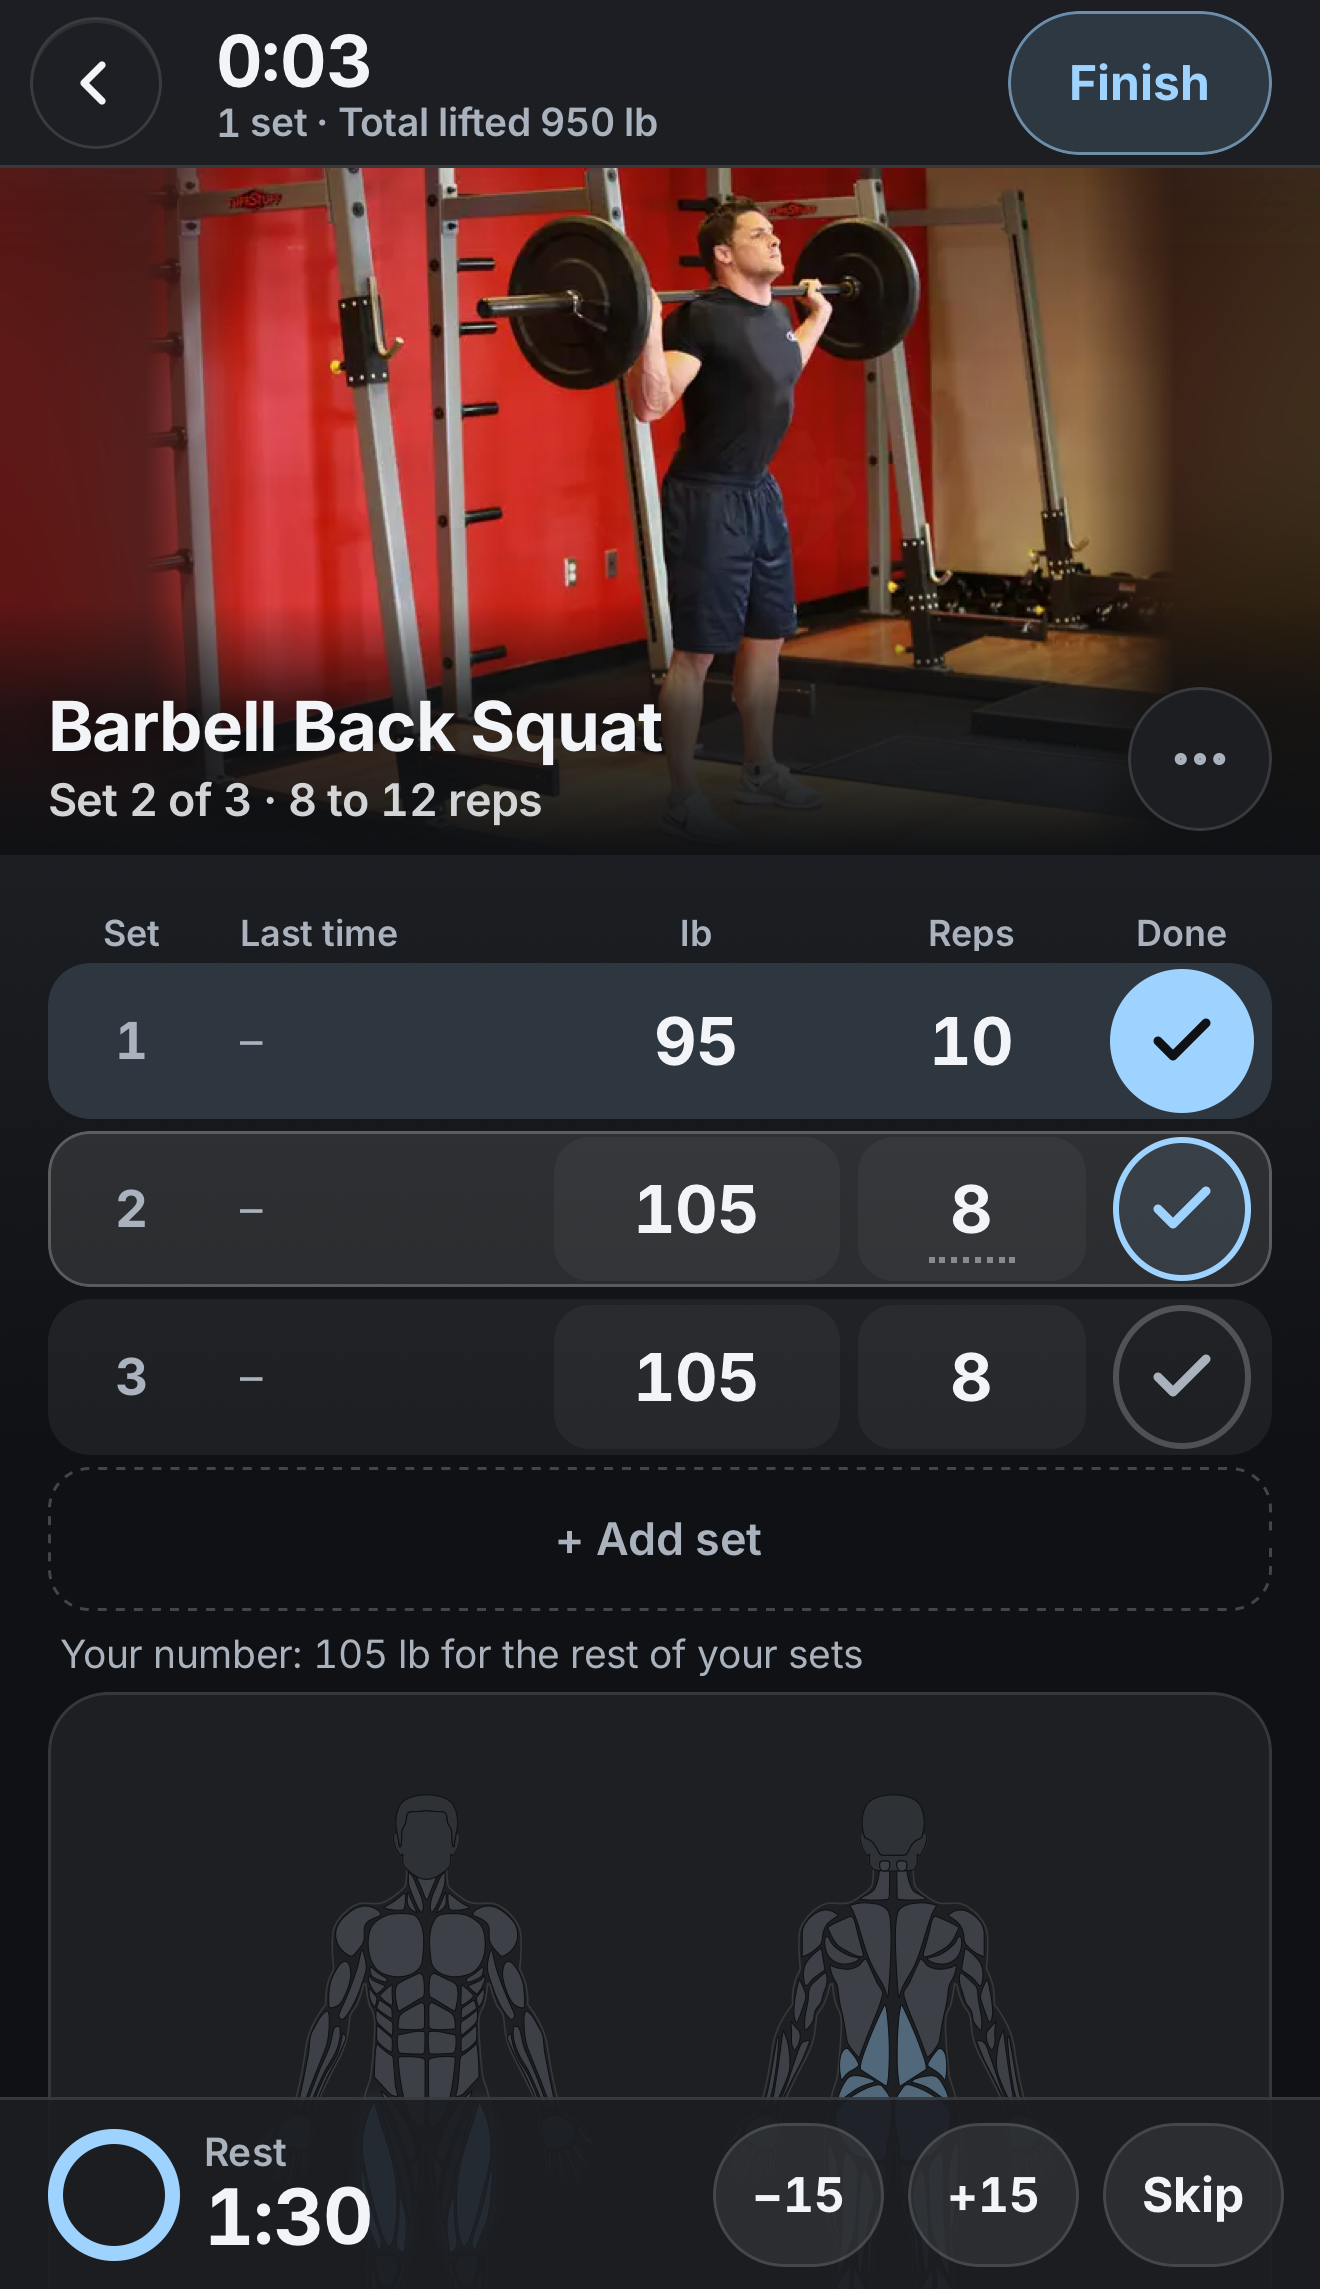 0:03
1 set · Total lifted 950 lb
Finish
TUFFSTUFF
Barbell Back Squat
Set 2 of 3 · 8 to 12 reps
Set Last time lb Reps Done
1 – 95 10
2 – 105 8
3 – 105 8
+ Add set
Your number: 105 lb for the rest of your sets
Rest
1:30
−15 +15 Skip